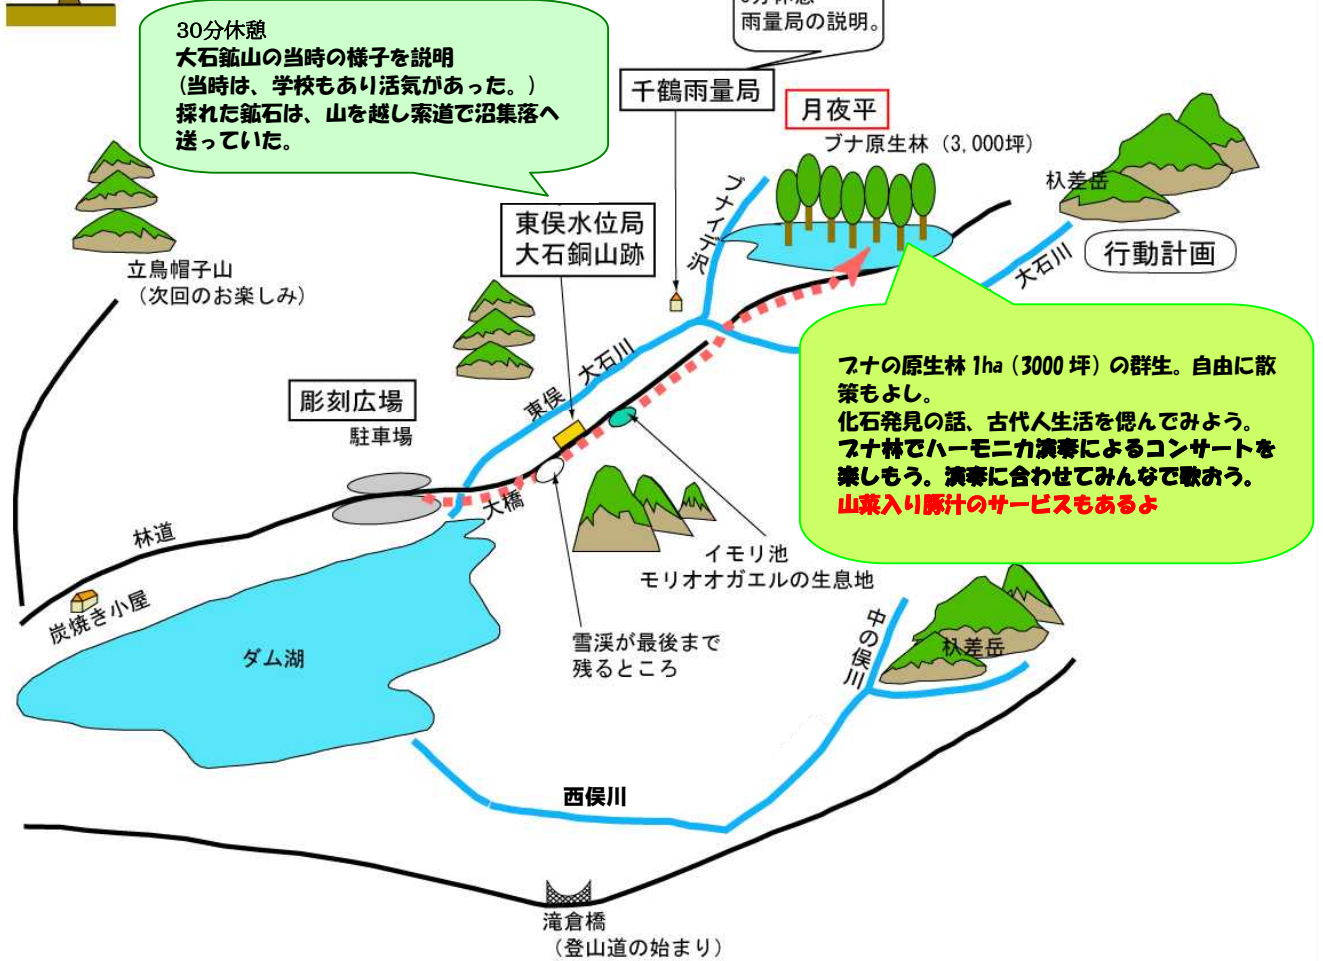 30分休憩
大石鉱山の当時の様子を説明
(当時は、学校もあり活気があった。)
採れた鉱石は、山を越し索道で沼集落へ
送っていた。
雨量局の説明。
千鶴雨量局
月夜平
ブナ原生林（3,000坪）
杁差岳
大石川
行動計画
ブナイデ沢
東俣水位局
大石銅山跡
立烏帽子山
（次回のお楽しみ）
ブナの原生林 1ha（3000 坪）の群生。自由に散
策もよし。
化石発見の話、古代人生活を偲んでみよう。
ブナ林でハーモニカ演奏によるコンサートを
楽しもう。演奏に合わせてみんなで歌おう。
山菜入り豚汁のサービスもあるよ
彫刻広場
駐車場
東俣 大石川
大橋
林道
炭焼き小屋
ダム湖
イモリ池
モリオオガエルの生息地
雪渓が最後まで
残るところ
中の俣川
杁差岳
西俣川
滝倉橋
（登山道の始まり）